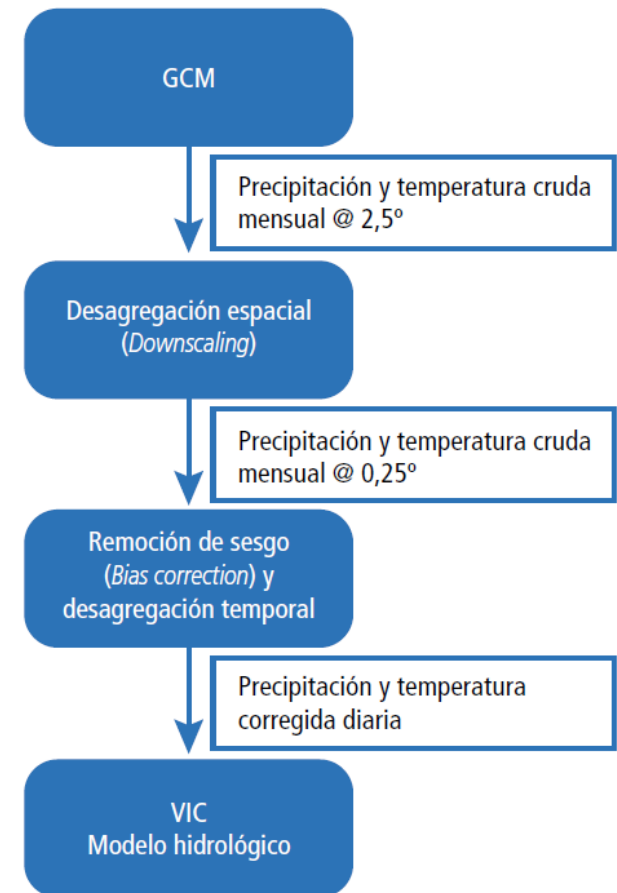 GCM
Precipitación y temperatura cruda
mensual @ 2,5º
Desagregación espacial
(Downscaling)
Precipitación y temperatura cruda
mensual @ 0,25º
Remoción de sesgo
(Bias correction) y
desagregación temporal
Precipitación y temperatura
corregida diaria
VIC
Modelo hidrológico